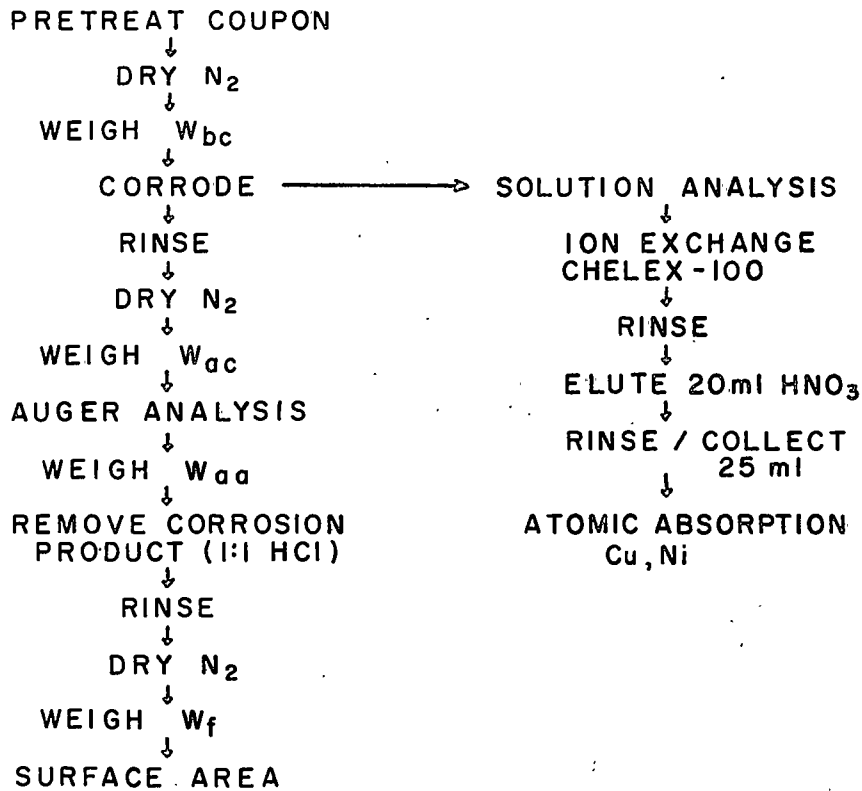 PRETREAT COUPON
DRY N2
WEIGH Wbc
CORRODE
RINSE
DRY N2
WEIGH Wac
AUGER ANALYSIS
WEIGH Waa
REMOVE CORROSION
PRODUCT (1:1 HCl)
RINSE
DRY N2
WEIGH Wf
SURFACE AREA
SOLUTION ANALYSIS
ION EXCHANGE
CHELEX-100
RINSE
ELUTE 20ml HNO3
RINSE / COLLECT
25 ml
ATOMIC ABSORPTION
Cu, Ni